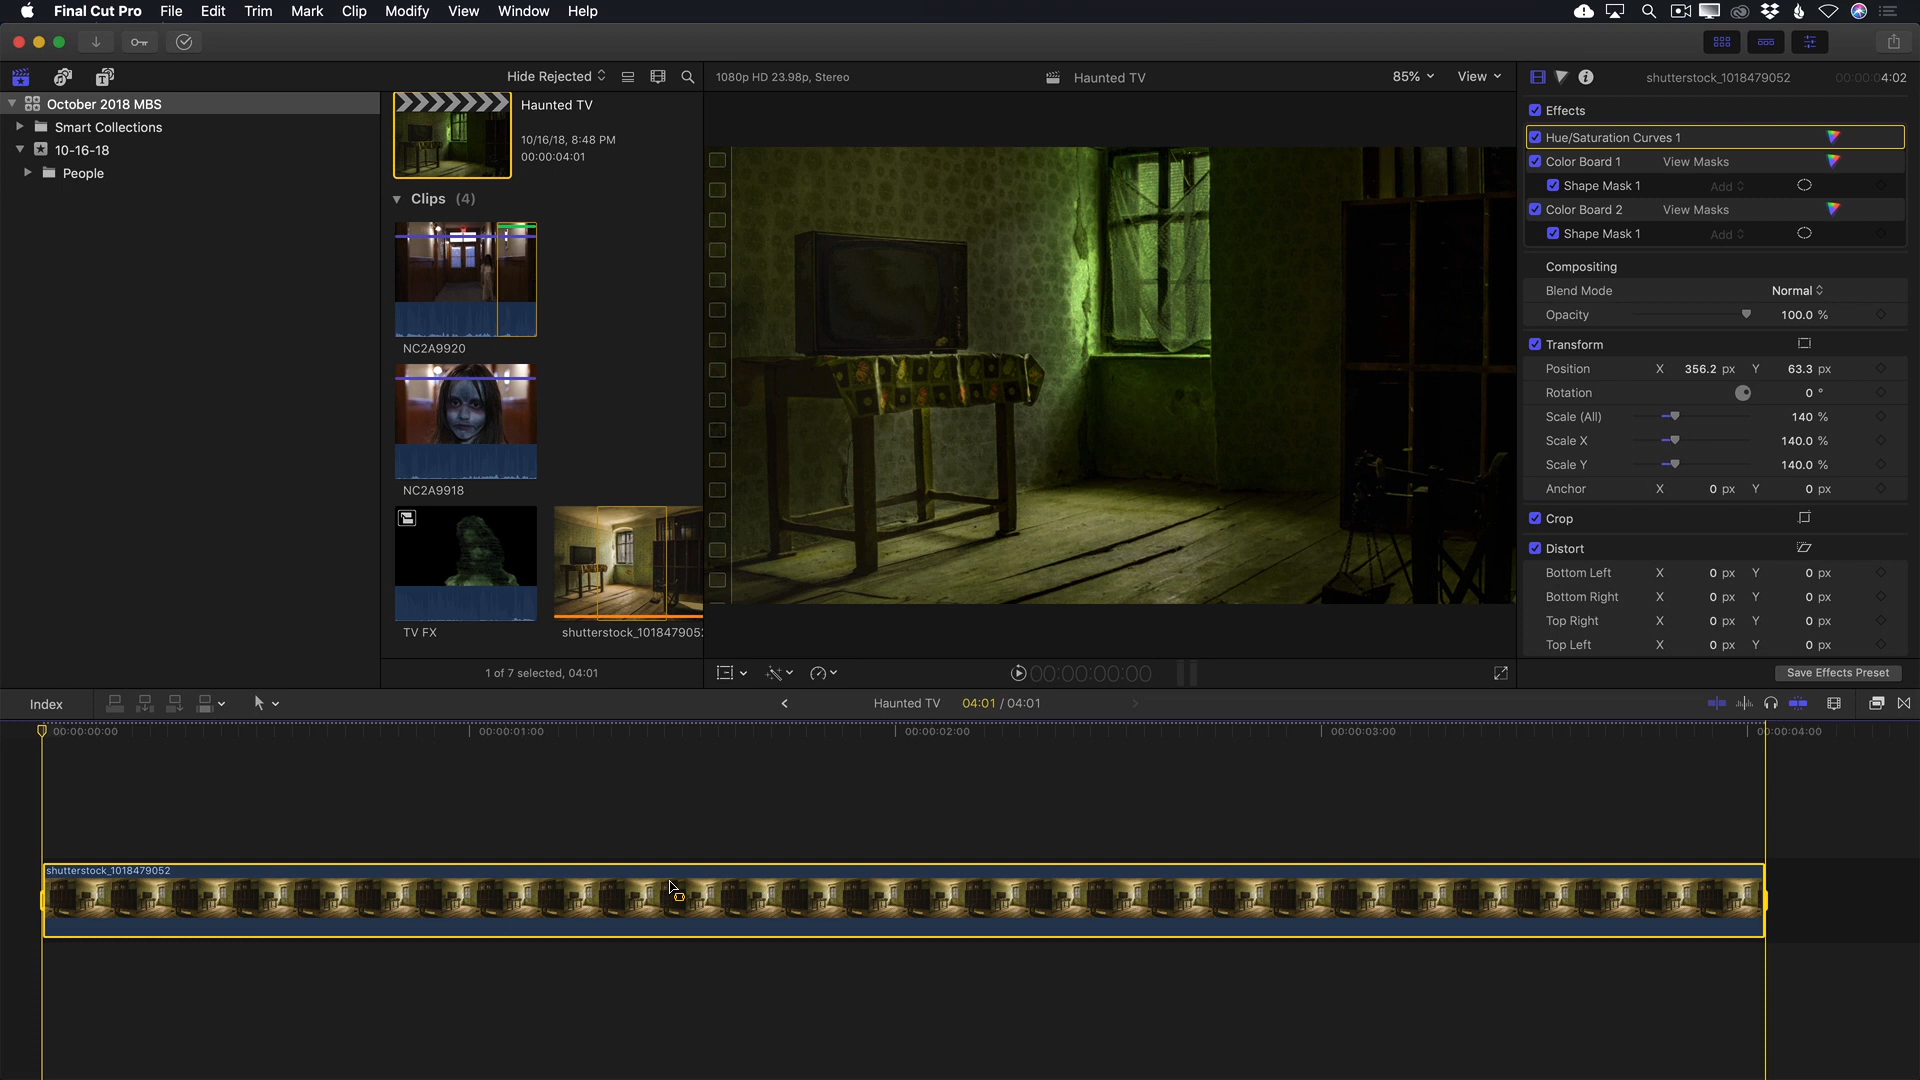 Final Cut Pro File Edit Trim Mark Clip Modify View Window Help
Hide Rejected
1080p HD 23.98p, Stereo
Haunted TV
85%
View
shutterstock_1018479052
00:00:04:02
October 2018 MBS
Smart Collections
10-16-18
People
Haunted TV
10/16/18, 8:48 PM
00:00:04:01
Clips (4)
NC2A9920
NC2A9918
TV FX
shutterstock_1018479052
1 of 7 selected, 04:01
00:00:00:00
Effects
Hue/Saturation Curves 1
Color Board 1 View Masks
Shape Mask 1 Add
Color Board 2 View Masks
Shape Mask 1 Add
Compositing
Blend Mode Normal
Opacity 100.0 %
Transform
Position X 356.2 px Y 63.3 px
Rotation 0 °
Scale (All) 140 %
Scale X 140.0 %
Scale Y 140.0 %
Anchor X 0 px Y 0 px
Crop
Distort
Bottom Left X 0 px Y 0 px
Bottom Right X 0 px Y 0 px
Top Right X 0 px Y 0 px
Top Left X 0 px Y 0 px
Save Effects Preset
Index
Haunted TV 04:01 / 04:01
00:00:00:00 00:00:01:00 00:00:02:00 00:00:03:00 00:00:04:00
shutterstock_1018479052